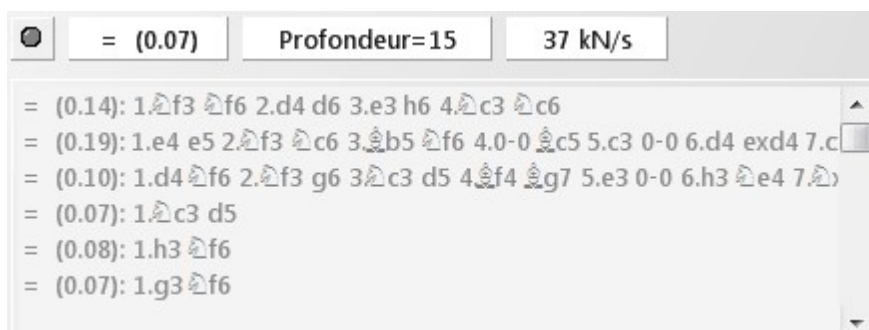 = (0.07) Profondeur=15 37 kN/s
= (0.14): 1.♘f3 ♘f6 2.d4 d6 3.e3 h6 4.♘c3 ♘c6
= (0.19): 1.e4 e5 2.♘f3 ♘c6 3.♗b5 ♘f6 4.0-0 ♗c5 5.c3 0-0 6.d4 exd4 7.c
= (0.10): 1.d4 ♘f6 2.♘f3 g6 3.♘c3 d5 4.♗f4 ♗g7 5.e3 0-0 6.h3 ♘e4 7.♘x
= (0.07): 1.♘c3 d5
= (0.08): 1.h3 ♘f6
= (0.07): 1.g3 ♘f6